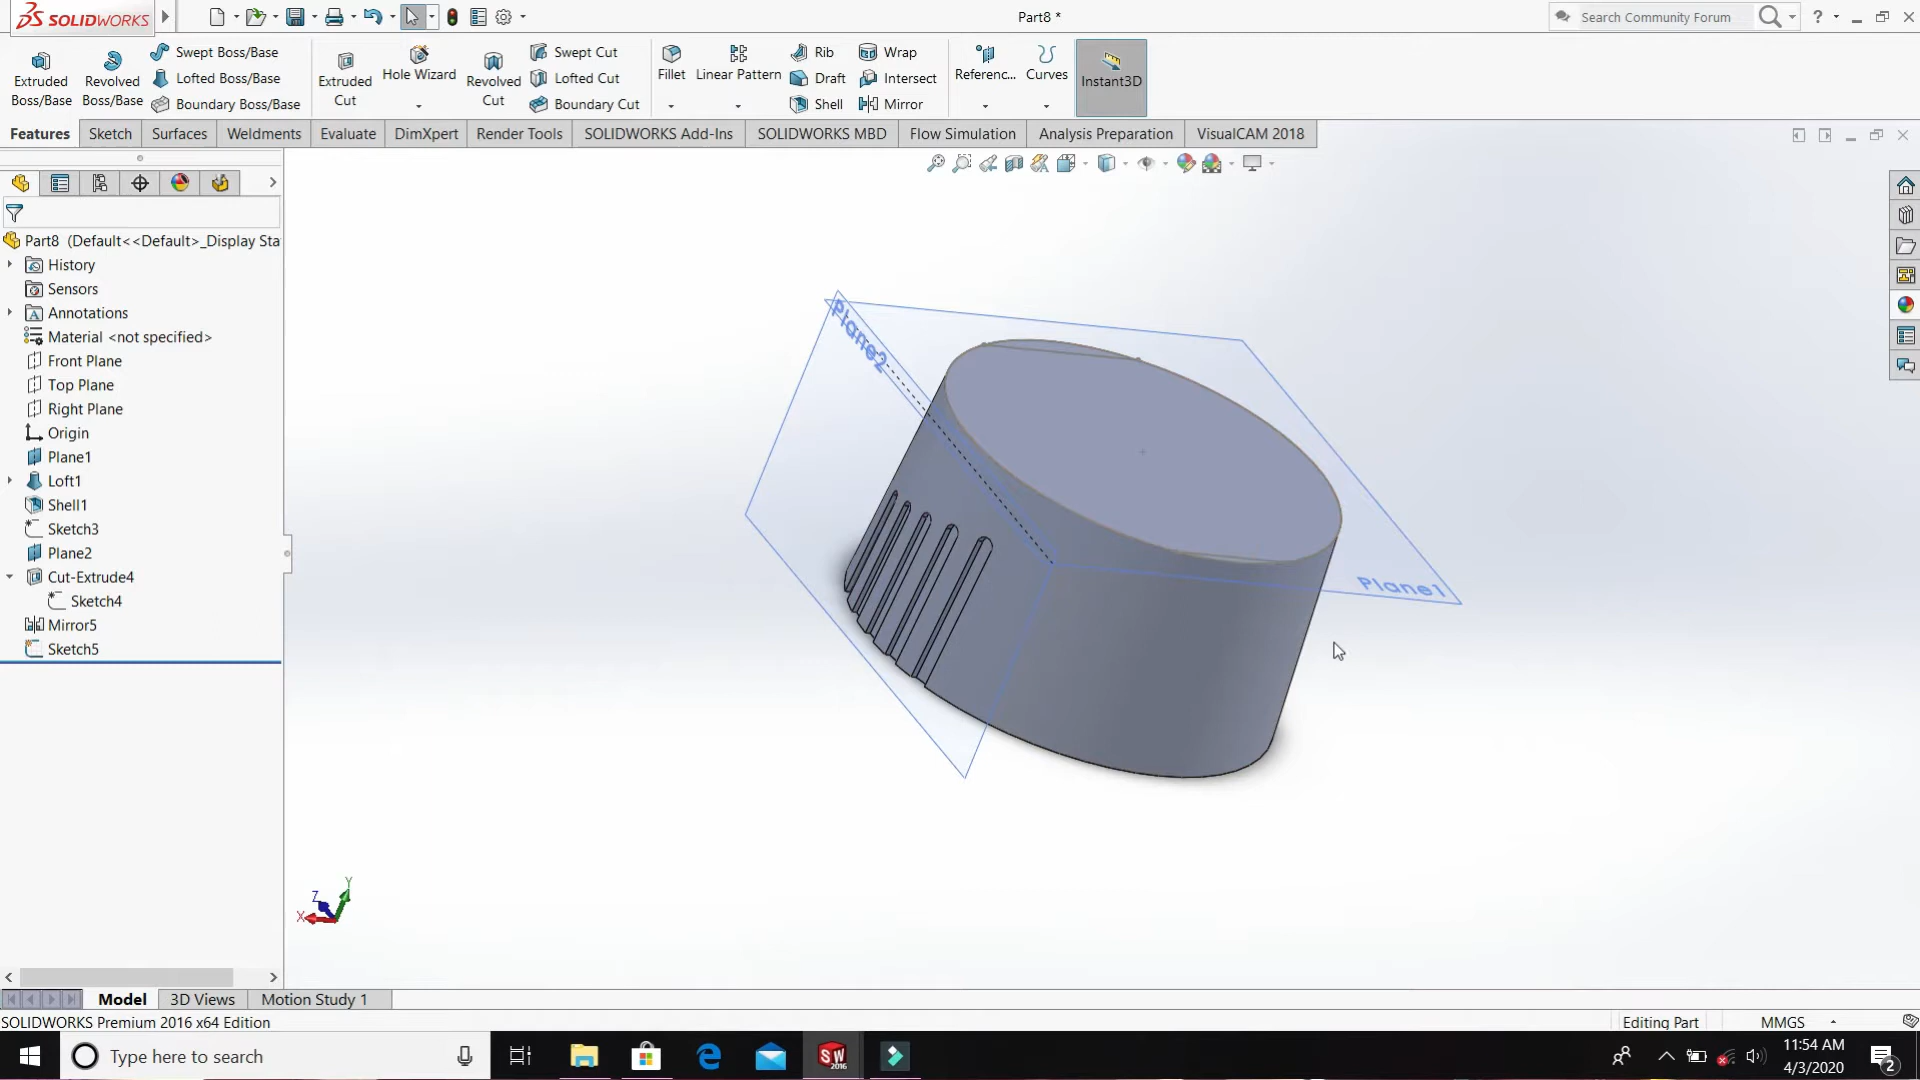 SOLIDWORKS
Part8 *
Search Community Forum
?
Extruded Boss/Base
Revolved Boss/Base
Swept Boss/Base
Lofted Boss/Base
Boundary Boss/Base
Extruded Cut
Hole Wizard
Revolved Cut
Swept Cut
Lofted Cut
Boundary Cut
Fillet
Linear Pattern
Rib
Draft
Shell
Wrap
Intersect
Mirror
Referenc...
Curves
Instant3D
Features
Sketch
Surfaces
Weldments
Evaluate
DimXpert
Render Tools
SOLIDWORKS Add-Ins
SOLIDWORKS MBD
Flow Simulation
Analysis Preparation
VisualCAM 2018
Part8 (Default<<Default>_Display Sta
History
Sensors
Annotations
Material <not specified>
Front Plane
Top Plane
Right Plane
Origin
Plane1
Loft1
Shell1
Sketch3
Plane2
Cut-Extrude4
Sketch4
Mirror5
Sketch5
Plane2
Plane1
Y
Z
X
Model
3D Views
Motion Study 1
SOLIDWORKS Premium 2016 x64 Edition
Editing Part
MMGS
Type here to search
SW
2016
11:54 AM
4/3/2020
2